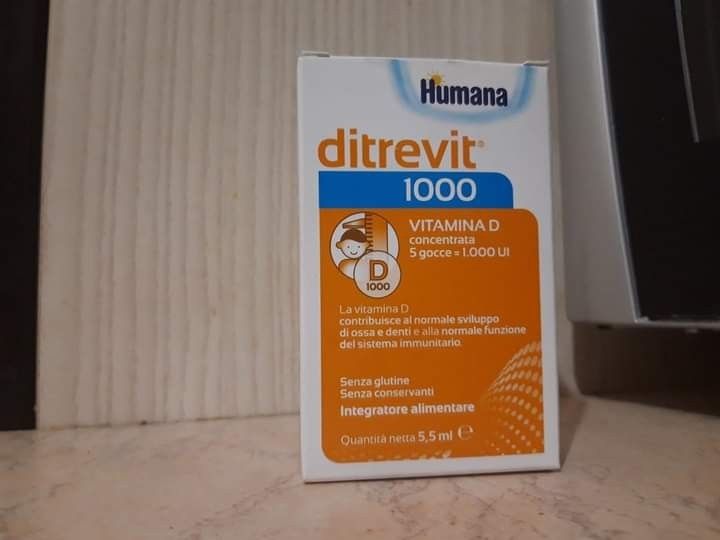 Humana
ditrevit®
1000
VITAMINA D
concentrata
5 gocce = 1.000 UI
D
1000
La vitamina D
contribuisce al normale sviluppo
di ossa e denti e alla normale funzione
del sistema immunitario.
Senza glutine
Senza conservanti
Integratore alimentare
Quantità netta 5,5 ml ℮